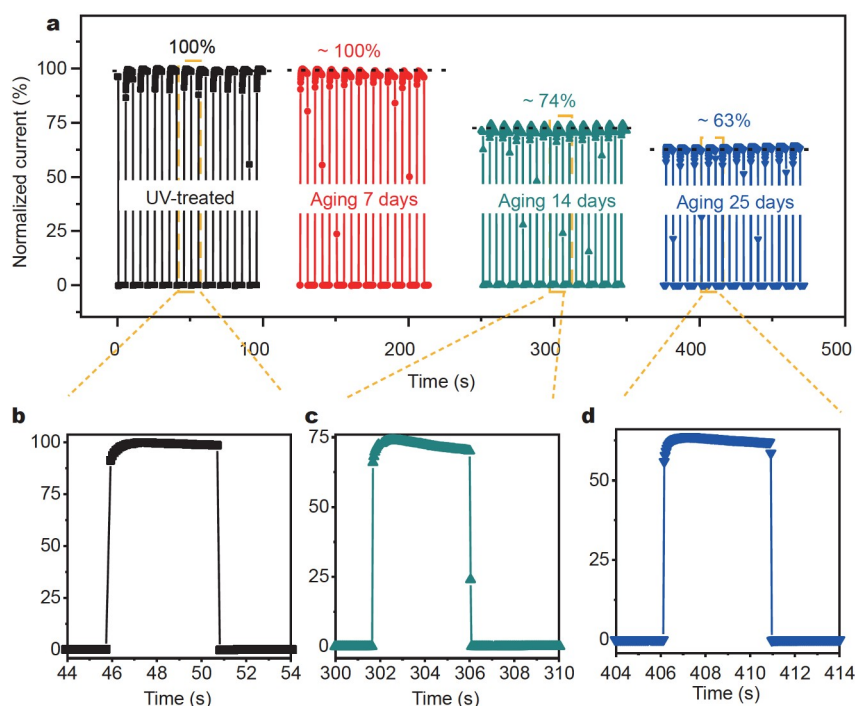 a
100%
~ 100%
~ 74%
~ 63%
Normalized current (%)
100
75
50
25
0
UV-treated
Aging 7 days
Aging 14 days
Aging 25 days
0 100 200 300 400 500
Time (s)
b
100
75
50
25
0
44 46 48 50 52 54
Time (s)
c
75
50
25
0
300 302 304 306 308 310
Time (s)
d
50
0
404 406 408 410 412 414
Time (s)